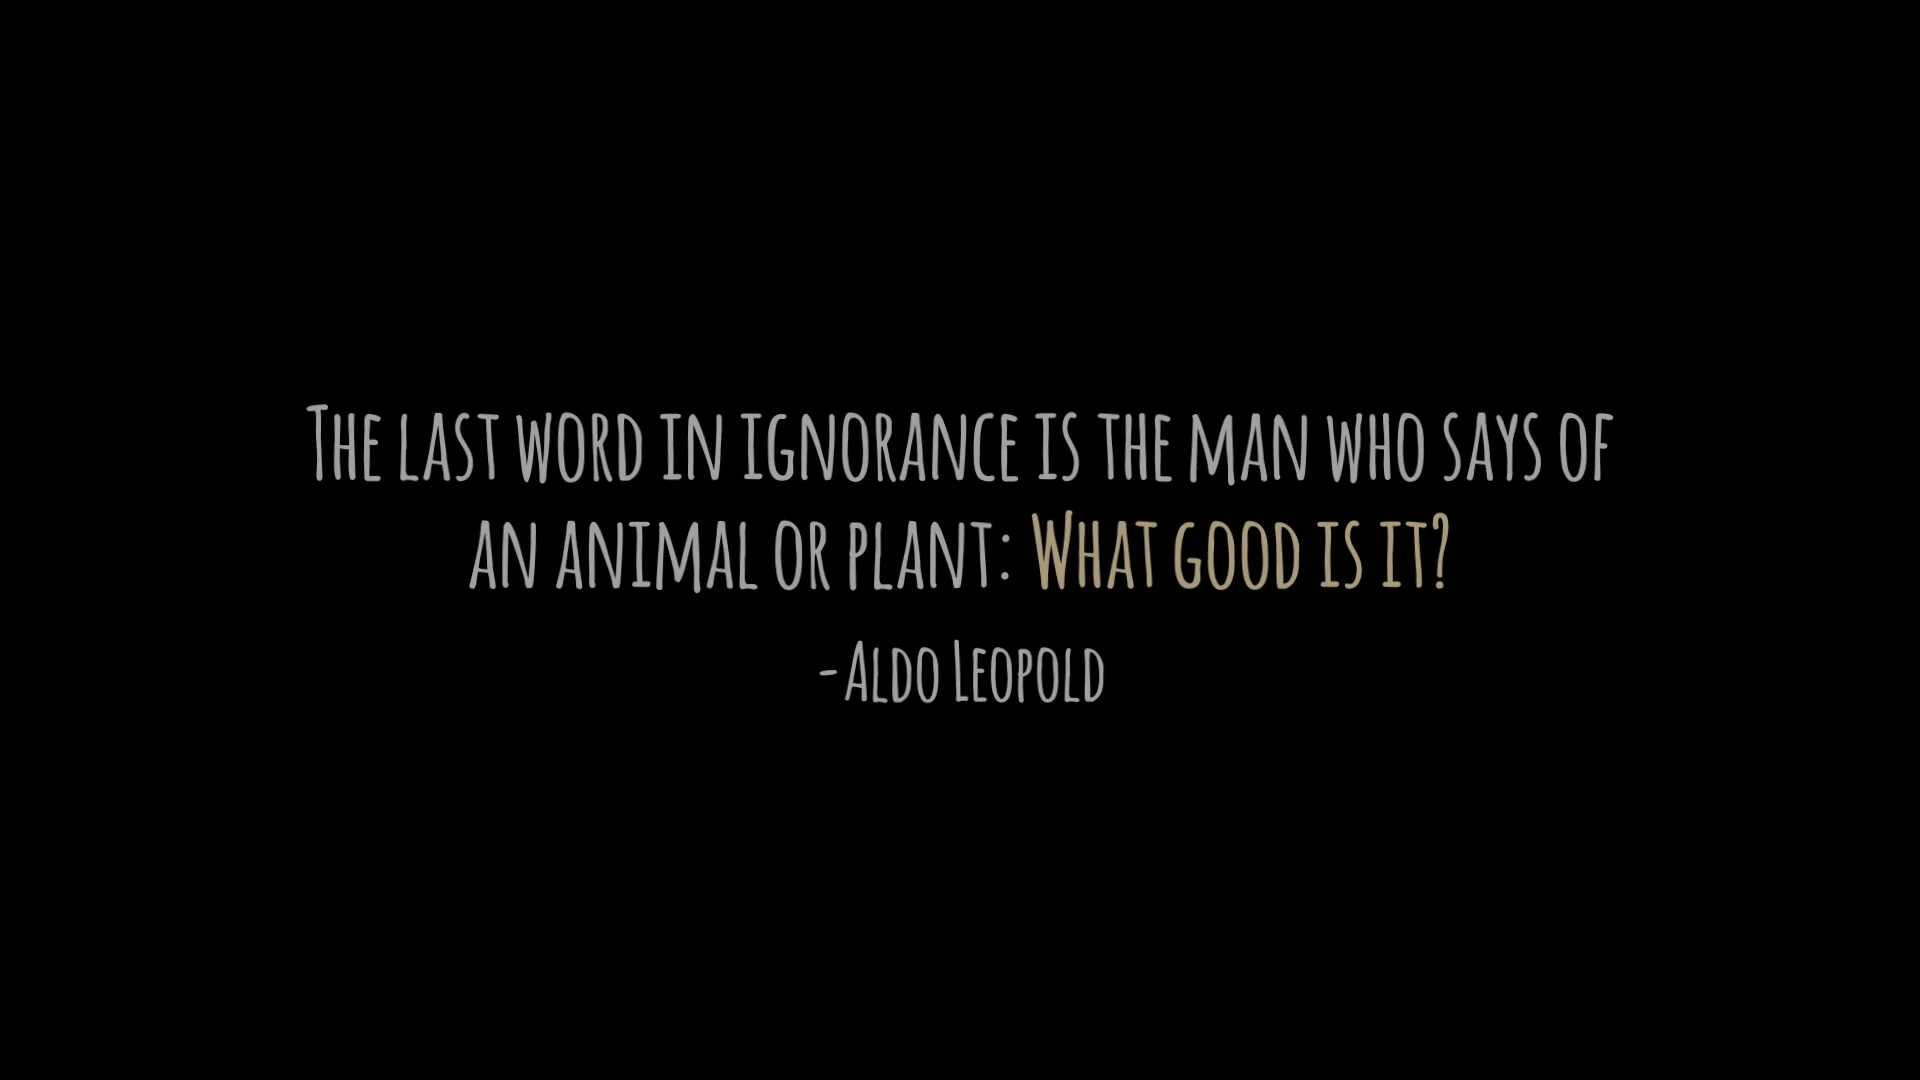 The last word in ignorance is the man who says of
an animal or plant: What good is it?
-Aldo Leopold